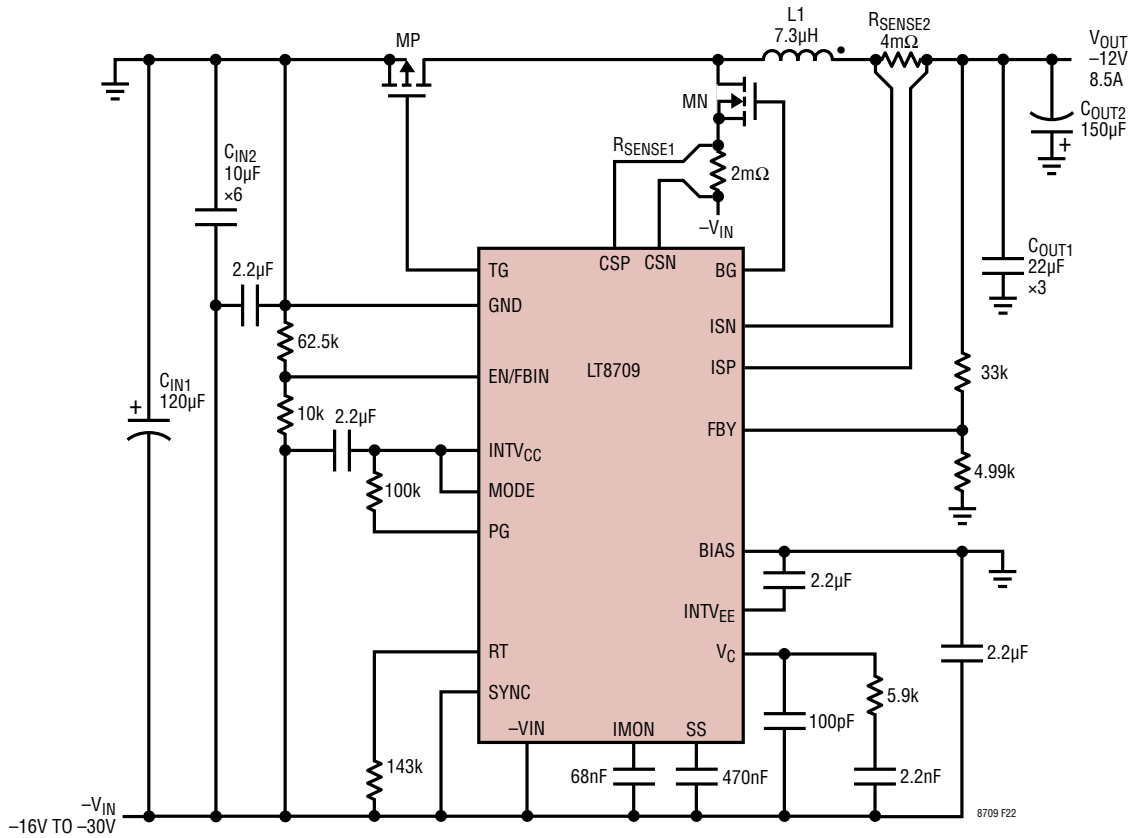 MP
L1
7.3µH
RSENSE2
4mΩ
VOUT
–12V
8.5A
MN
COUT2
150µF
+
RSENSE1
2mΩ
–VIN
CIN2
10µF
×6
COUT1
22µF
×3
2.2µF
CSP
CSN
TG
BG
GND
ISN
62.5k
LT8709
ISP
EN/FBIN
33k
CIN1
120µF
+
10k
2.2µF
FBY
INTVCC
4.99k
100k
MODE
PG
BIAS
2.2µF
INTVEE
RT
VC
2.2µF
SYNC
5.9k
100pF
–VIN
IMON
SS
143k
68nF
470nF
2.2nF
–VIN
–16V TO –30V
8709 F22